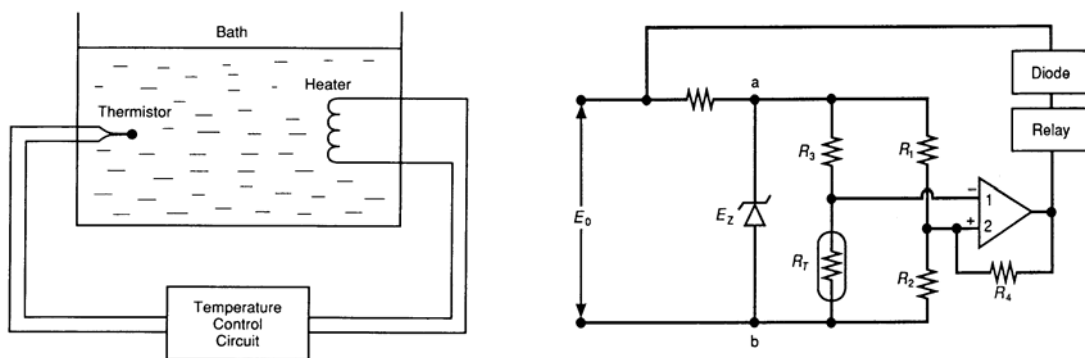 Bath
Heater
Thermistor
Temperature
Control
Circuit
a
Diode
Relay
R3
R1
E0
EZ
− 1
+ 2
RT
R2
R4
b